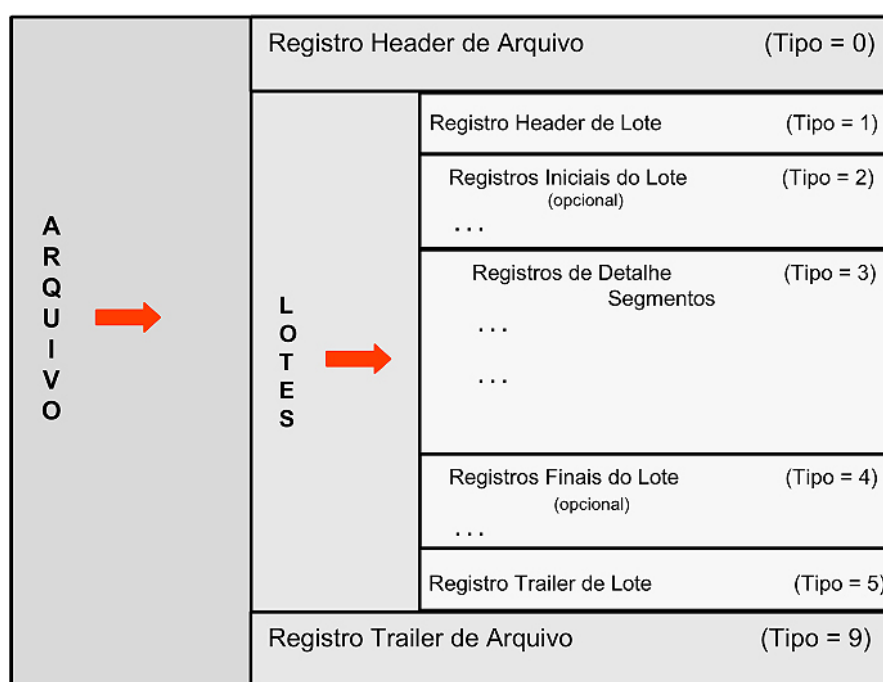 Registro Header de Arquivo (Tipo = 0)
ARQUIVO
LOTES
Registro Header de Lote (Tipo = 1)
Registros Iniciais do Lote (Tipo = 2)
(opcional)
...
Registros de Detalhe (Tipo = 3)
Segmentos
...
...
Registros Finais do Lote (Tipo = 4)
(opcional)
...
Registro Trailer de Lote (Tipo = 5)
Registro Trailer de Arquivo (Tipo = 9)